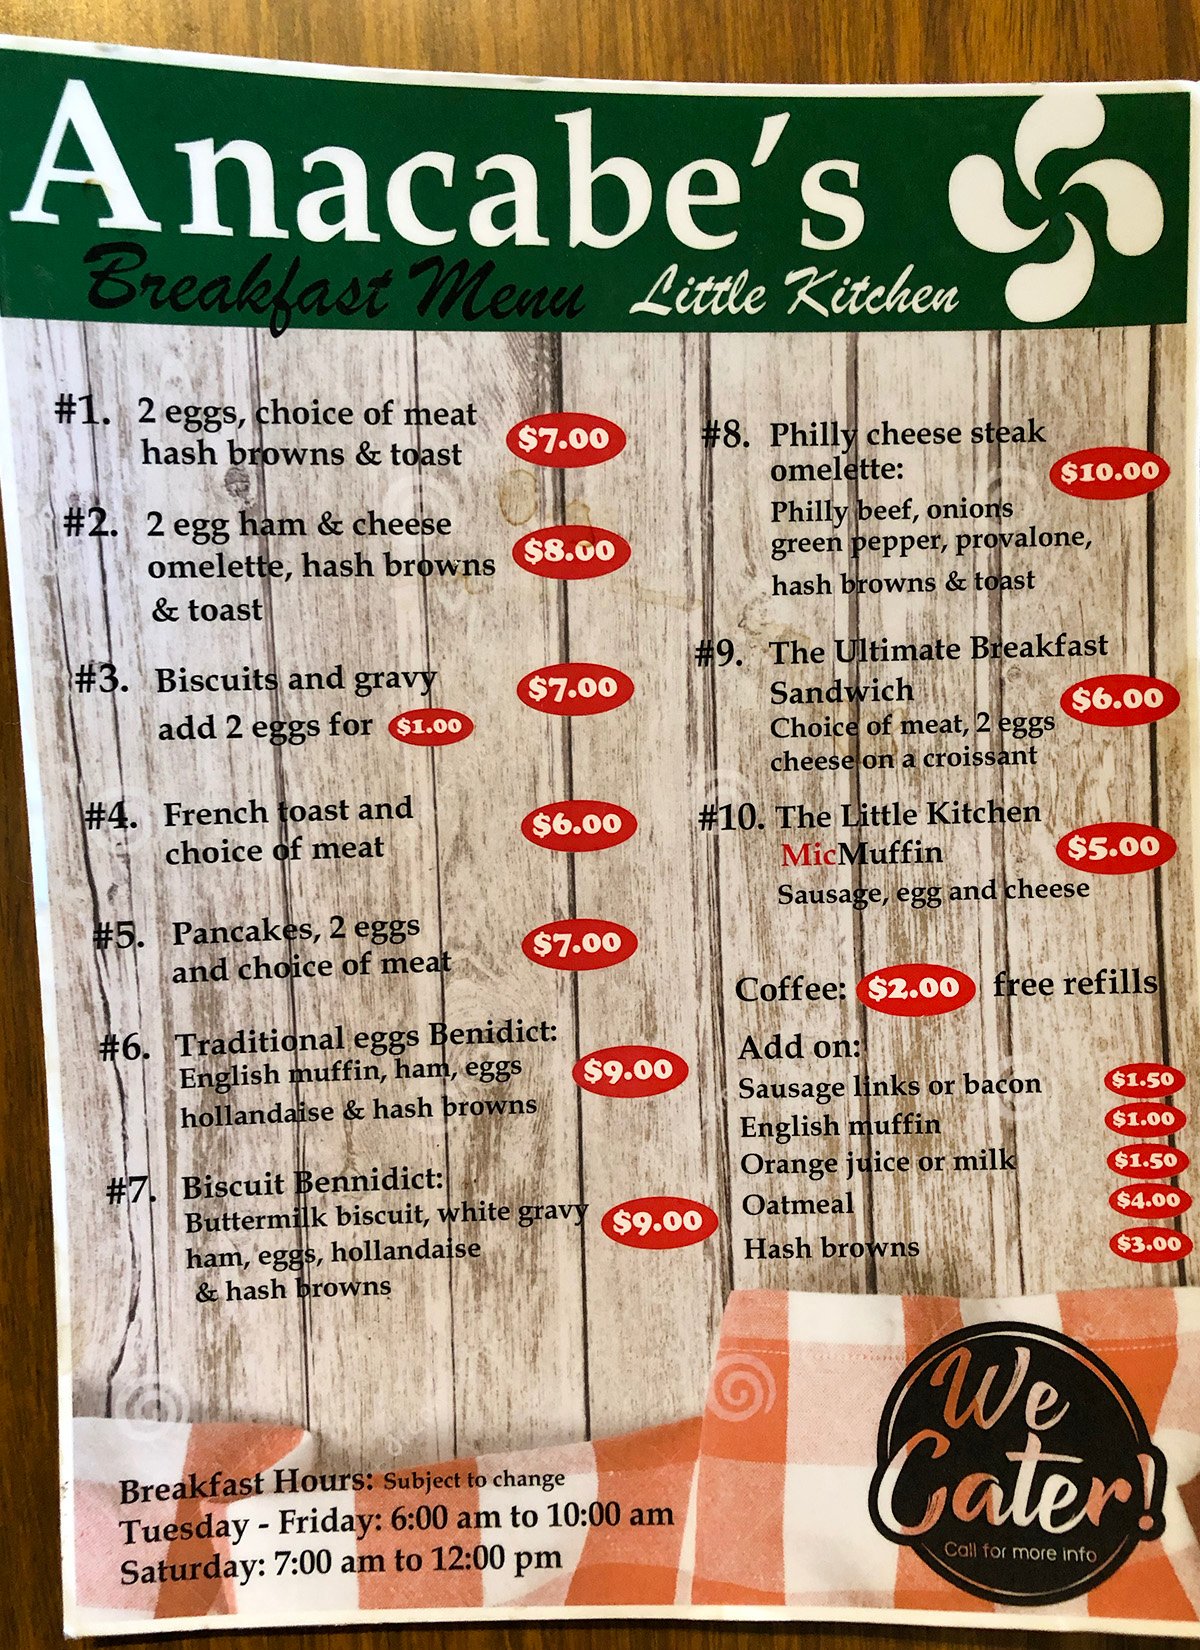 Anacabe's
Breakfast Menu
Little Kitchen
#1. 2 eggs, choice of meat
hash browns & toast
$7.00
#2. 2 egg ham & cheese
omelette, hash browns
& toast
$8.00
#3. Biscuits and gravy
$7.00
add 2 eggs for $1.00
#4. French toast and
choice of meat
$6.00
#5. Pancakes, 2 eggs
and choice of meat
$7.00
#6. Traditional eggs Benidict:
English muffin, ham, eggs
hollandaise & hash browns
$9.00
#7. Biscuit Bennidict:
Buttermilk biscuit, white gravy
ham, eggs, hollandaise
& hash browns
$9.00
#8. Philly cheese steak
omelette:
$10.00
Philly beef, onions
green pepper, provalone,
hash browns & toast
#9. The Ultimate Breakfast
Sandwich
$6.00
Choice of meat, 2 eggs
cheese on a croissant
#10. The Little Kitchen
MicMuffin
$5.00
Sausage, egg and cheese
Coffee: $2.00 free refills
Add on:
Sausage links or bacon $1.50
English muffin $1.00
Orange juice or milk $1.50
Oatmeal $4.00
Hash browns $3.00
Breakfast Hours: Subject to change
Tuesday - Friday: 6:00 am to 10:00 am
Saturday: 7:00 am to 12:00 pm
We
Cater!
Call for more info